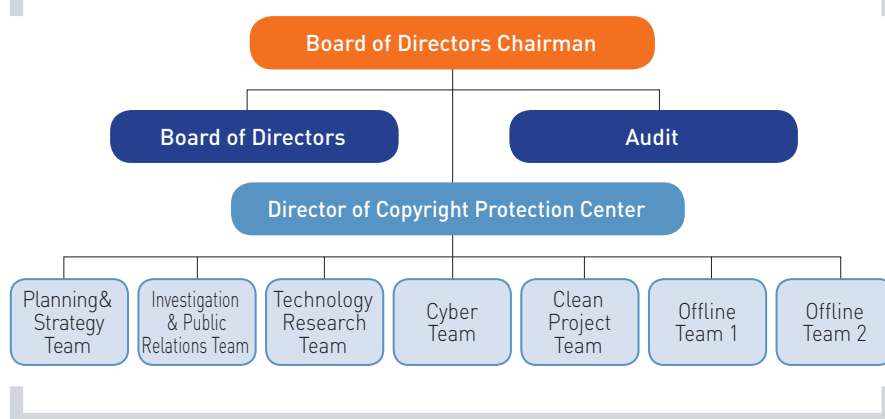 Board of Directors Chairman
Board of Directors
Audit
Director of Copyright Protection Center
Planning&
Strategy
Team
Investigation
& Public
Relations Team
Technology
Research
Team
Cyber
Team
Clean
Project
Team
Offline
Team 1
Offline
Team 2